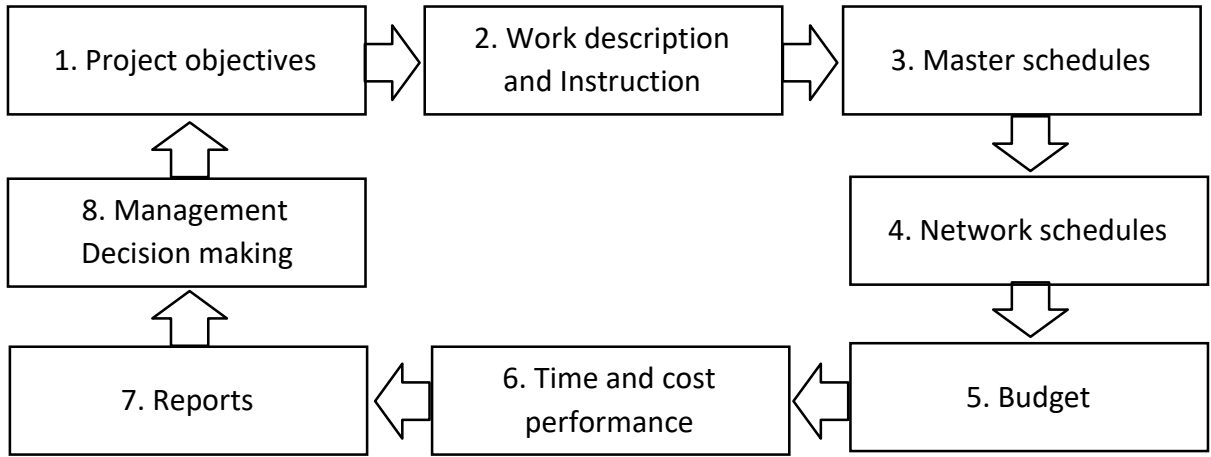 1. Project objectives
2. Work description
and Instruction
3. Master schedules
4. Network schedules
5. Budget
6. Time and cost
performance
7. Reports
8. Management
Decision making